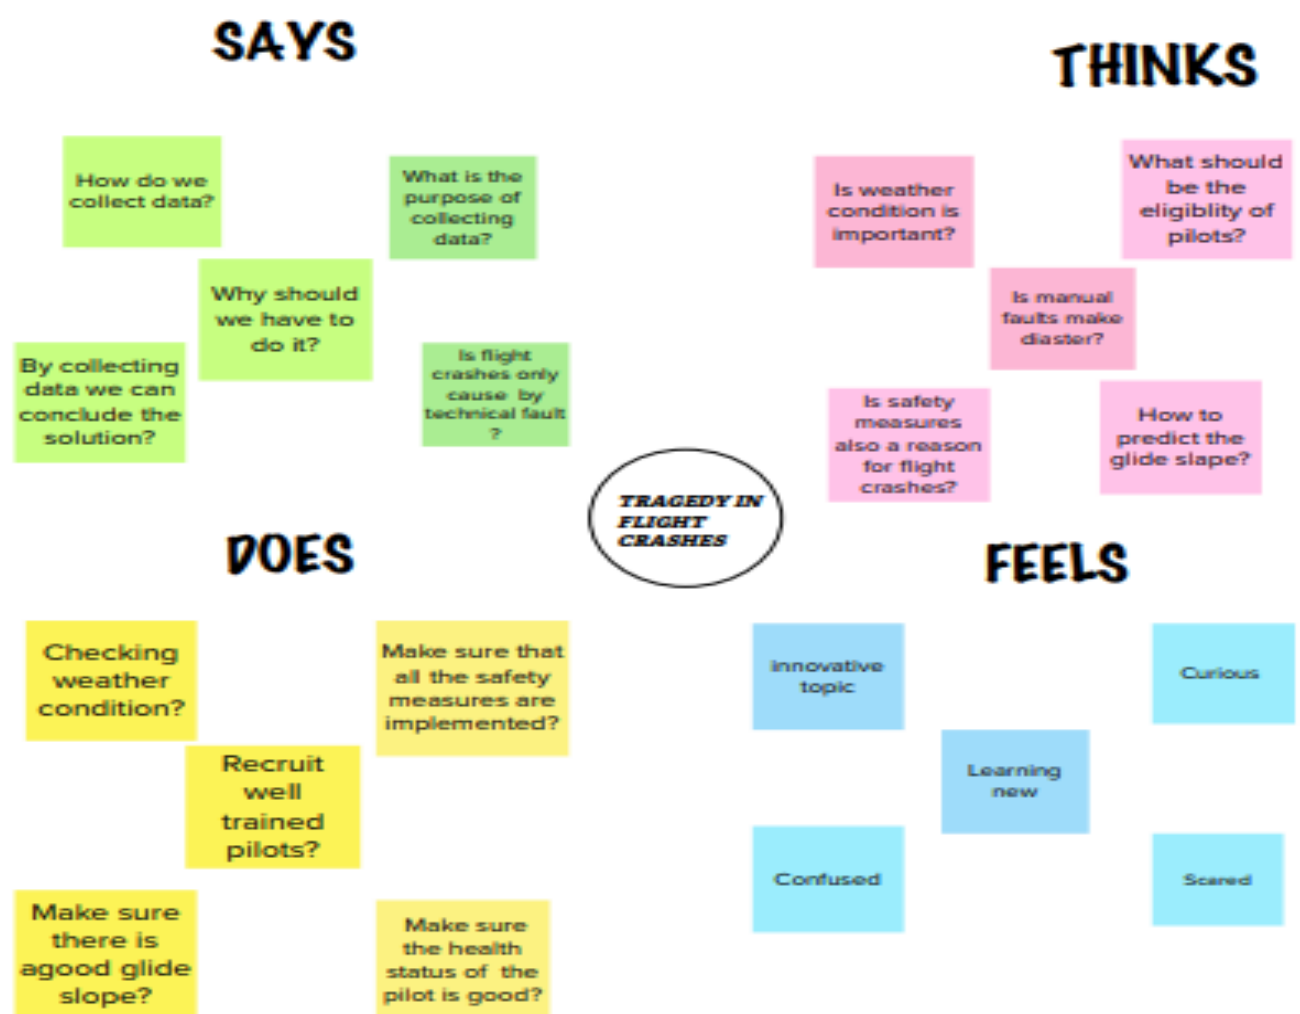 SAYS
THINKS
How do we
collect data?
What is the
purpose of
collecting
data?
Why should
we have to
do it?
By collecting
data we can
conclude the
solution?
Is flight
crashes only
cause by
technical fault
?
Is weather
condition is
important?
What should
be the
eligiblity of
pilots?
Is manual
faults make
diaster?
Is safety
measures
also a reason
for flight
crashes?
How to
predict the
glide slape?
TRAGEDY IN
FLIGHT
CRASHES
DOES
FEELS
Checking
weather
condition?
Make sure that
all the safety
measures are
implemented?
Recruit
well
trained
pilots?
Make sure
there is
agood glide
slope?
Make sure
the health
status of the
pilot is good?
innovative
topic
Curious
Learning
new
Confused
Scared